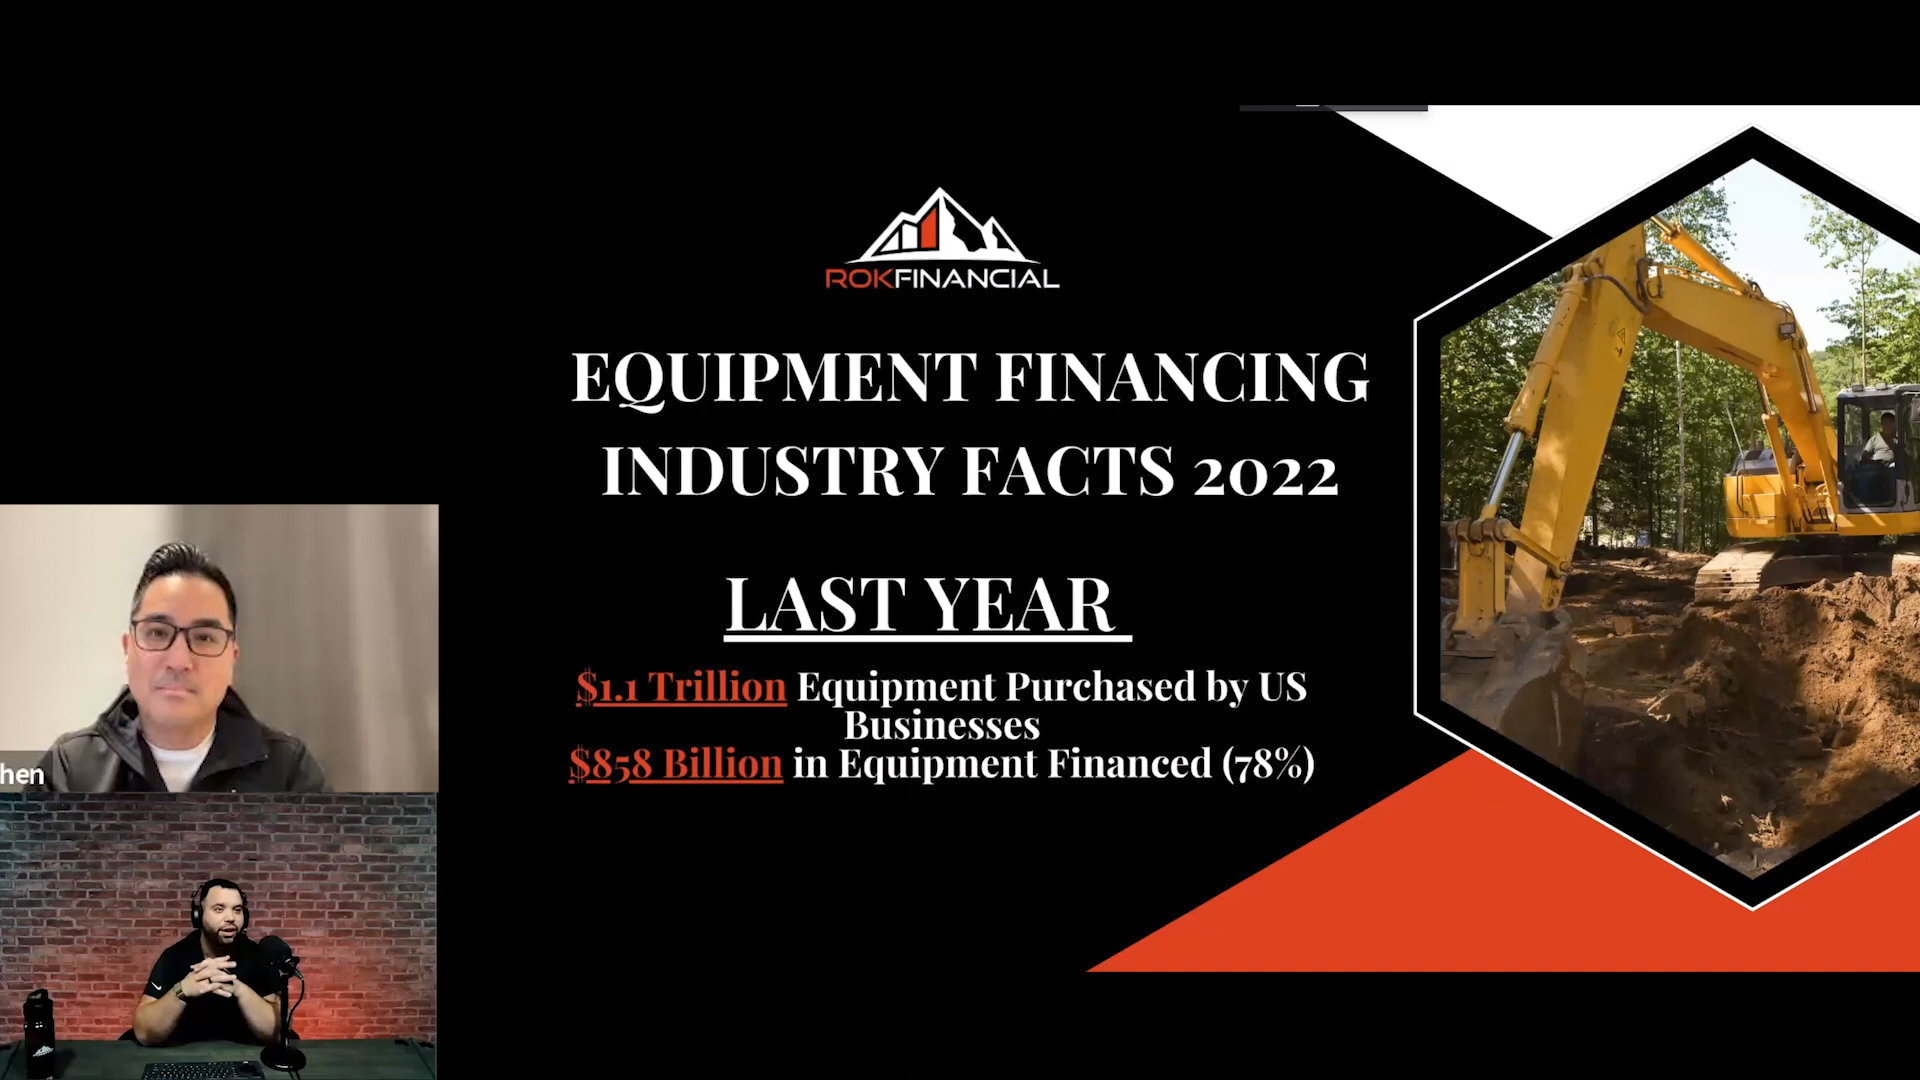 ROKFINANCIAL
EQUIPMENT FINANCING
INDUSTRY FACTS 2022
LAST YEAR
$1.1 Trillion Equipment Purchased by US
Businesses
$858 Billion in Equipment Financed (78%)
hen